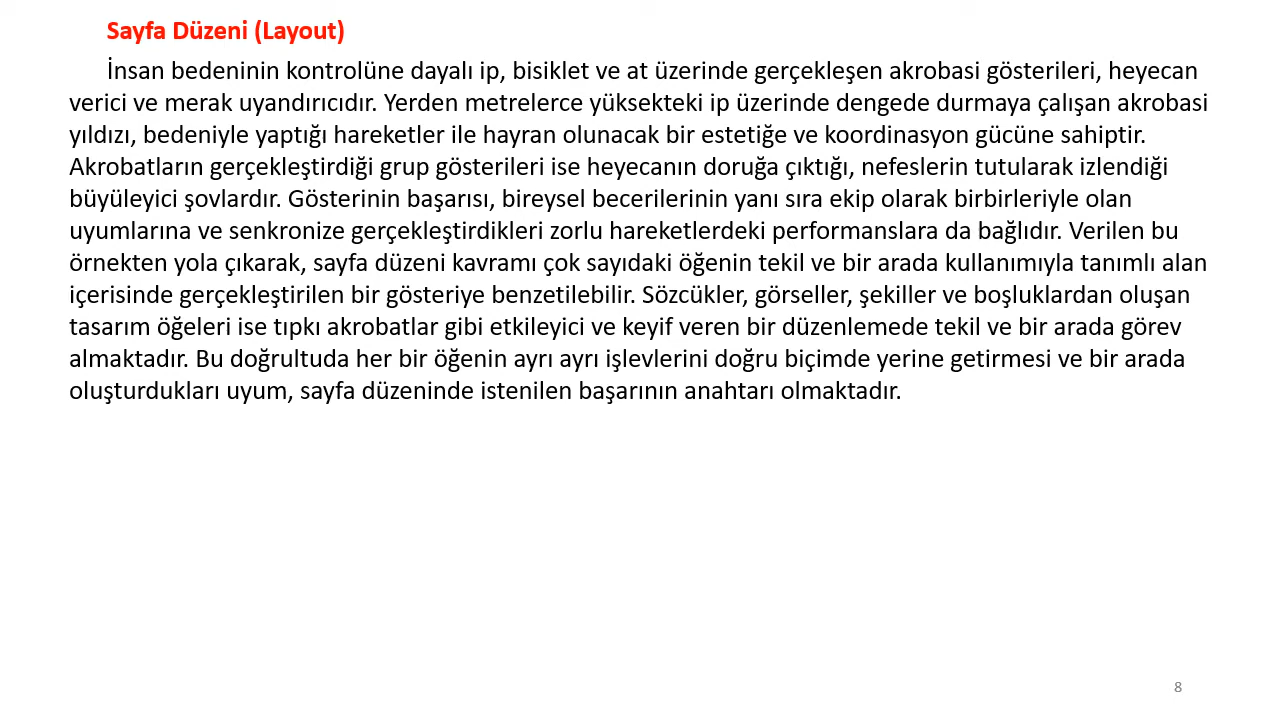 Sayfa Düzeni (Layout)
İnsan bedeninin kontrolüne dayalı ip, bisiklet ve at üzerinde gerçekleşen akrobasi gösterileri, heyecan
verici ve merak uyandırıcıdır. Yerden metrelerce yüksekteki ip üzerinde dengede durmaya çalışan akrobasi
yıldızı, bedeniyle yaptığı hareketler ile hayran olunacak bir estetiğe ve koordinasyon gücüne sahiptir.
Akrobatların gerçekleştirdiği grup gösterileri ise heyecanın doruğa çıktığı, nefeslerin tutularak izlendiği
büyüleyici şovlardır. Gösterinin başarısı, bireysel becerilerinin yanı sıra ekip olarak birbirleriyle olan
uyumlarına ve senkronize gerçekleştirdikleri zorlu hareketlerdeki performanslara da bağlıdır. Verilen bu
örnekten yola çıkarak, sayfa düzeni kavramı çok sayıdaki öğenin tekil ve bir arada kullanımıyla tanımlı alan
içerisinde gerçekleştirilen bir gösteriye benzetilebilir. Sözcükler, görseller, şekiller ve boşluklardan oluşan
tasarım öğeleri ise tıpkı akrobatlar gibi etkileyici ve keyif veren bir düzenlemede tekil ve bir arada görev
almaktadır. Bu doğrultuda her bir öğenin ayrı ayrı işlevlerini doğru biçimde yerine getirmesi ve bir arada
oluşturdukları uyum, sayfa düzeninde istenilen başarının anahtarı olmaktadır.
8